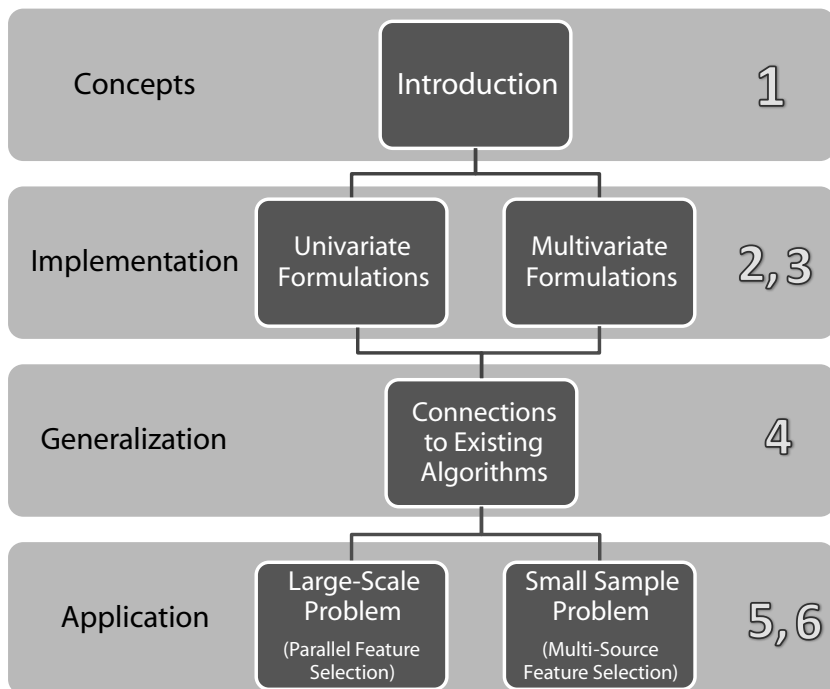 Concepts
Introduction
1
Implementation
Univariate
Formulations
Multivariate
Formulations
2, 3
Generalization
Connections
to Existing
Algorithms
4
Application
Large-Scale
Problem
(Parallel Feature
Selection)
Small Sample
Problem
(Multi-Source
Feature Selection)
5, 6